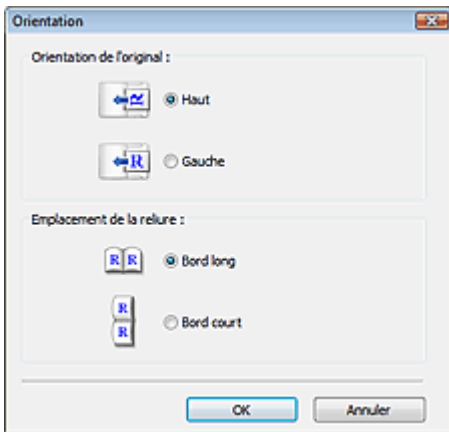 Orientation
Orientation de l'original :
R
Haut
R
Gauche
Emplacement de la reliure :
R R
Bord long
R
R
Bord court
OK
Annuler